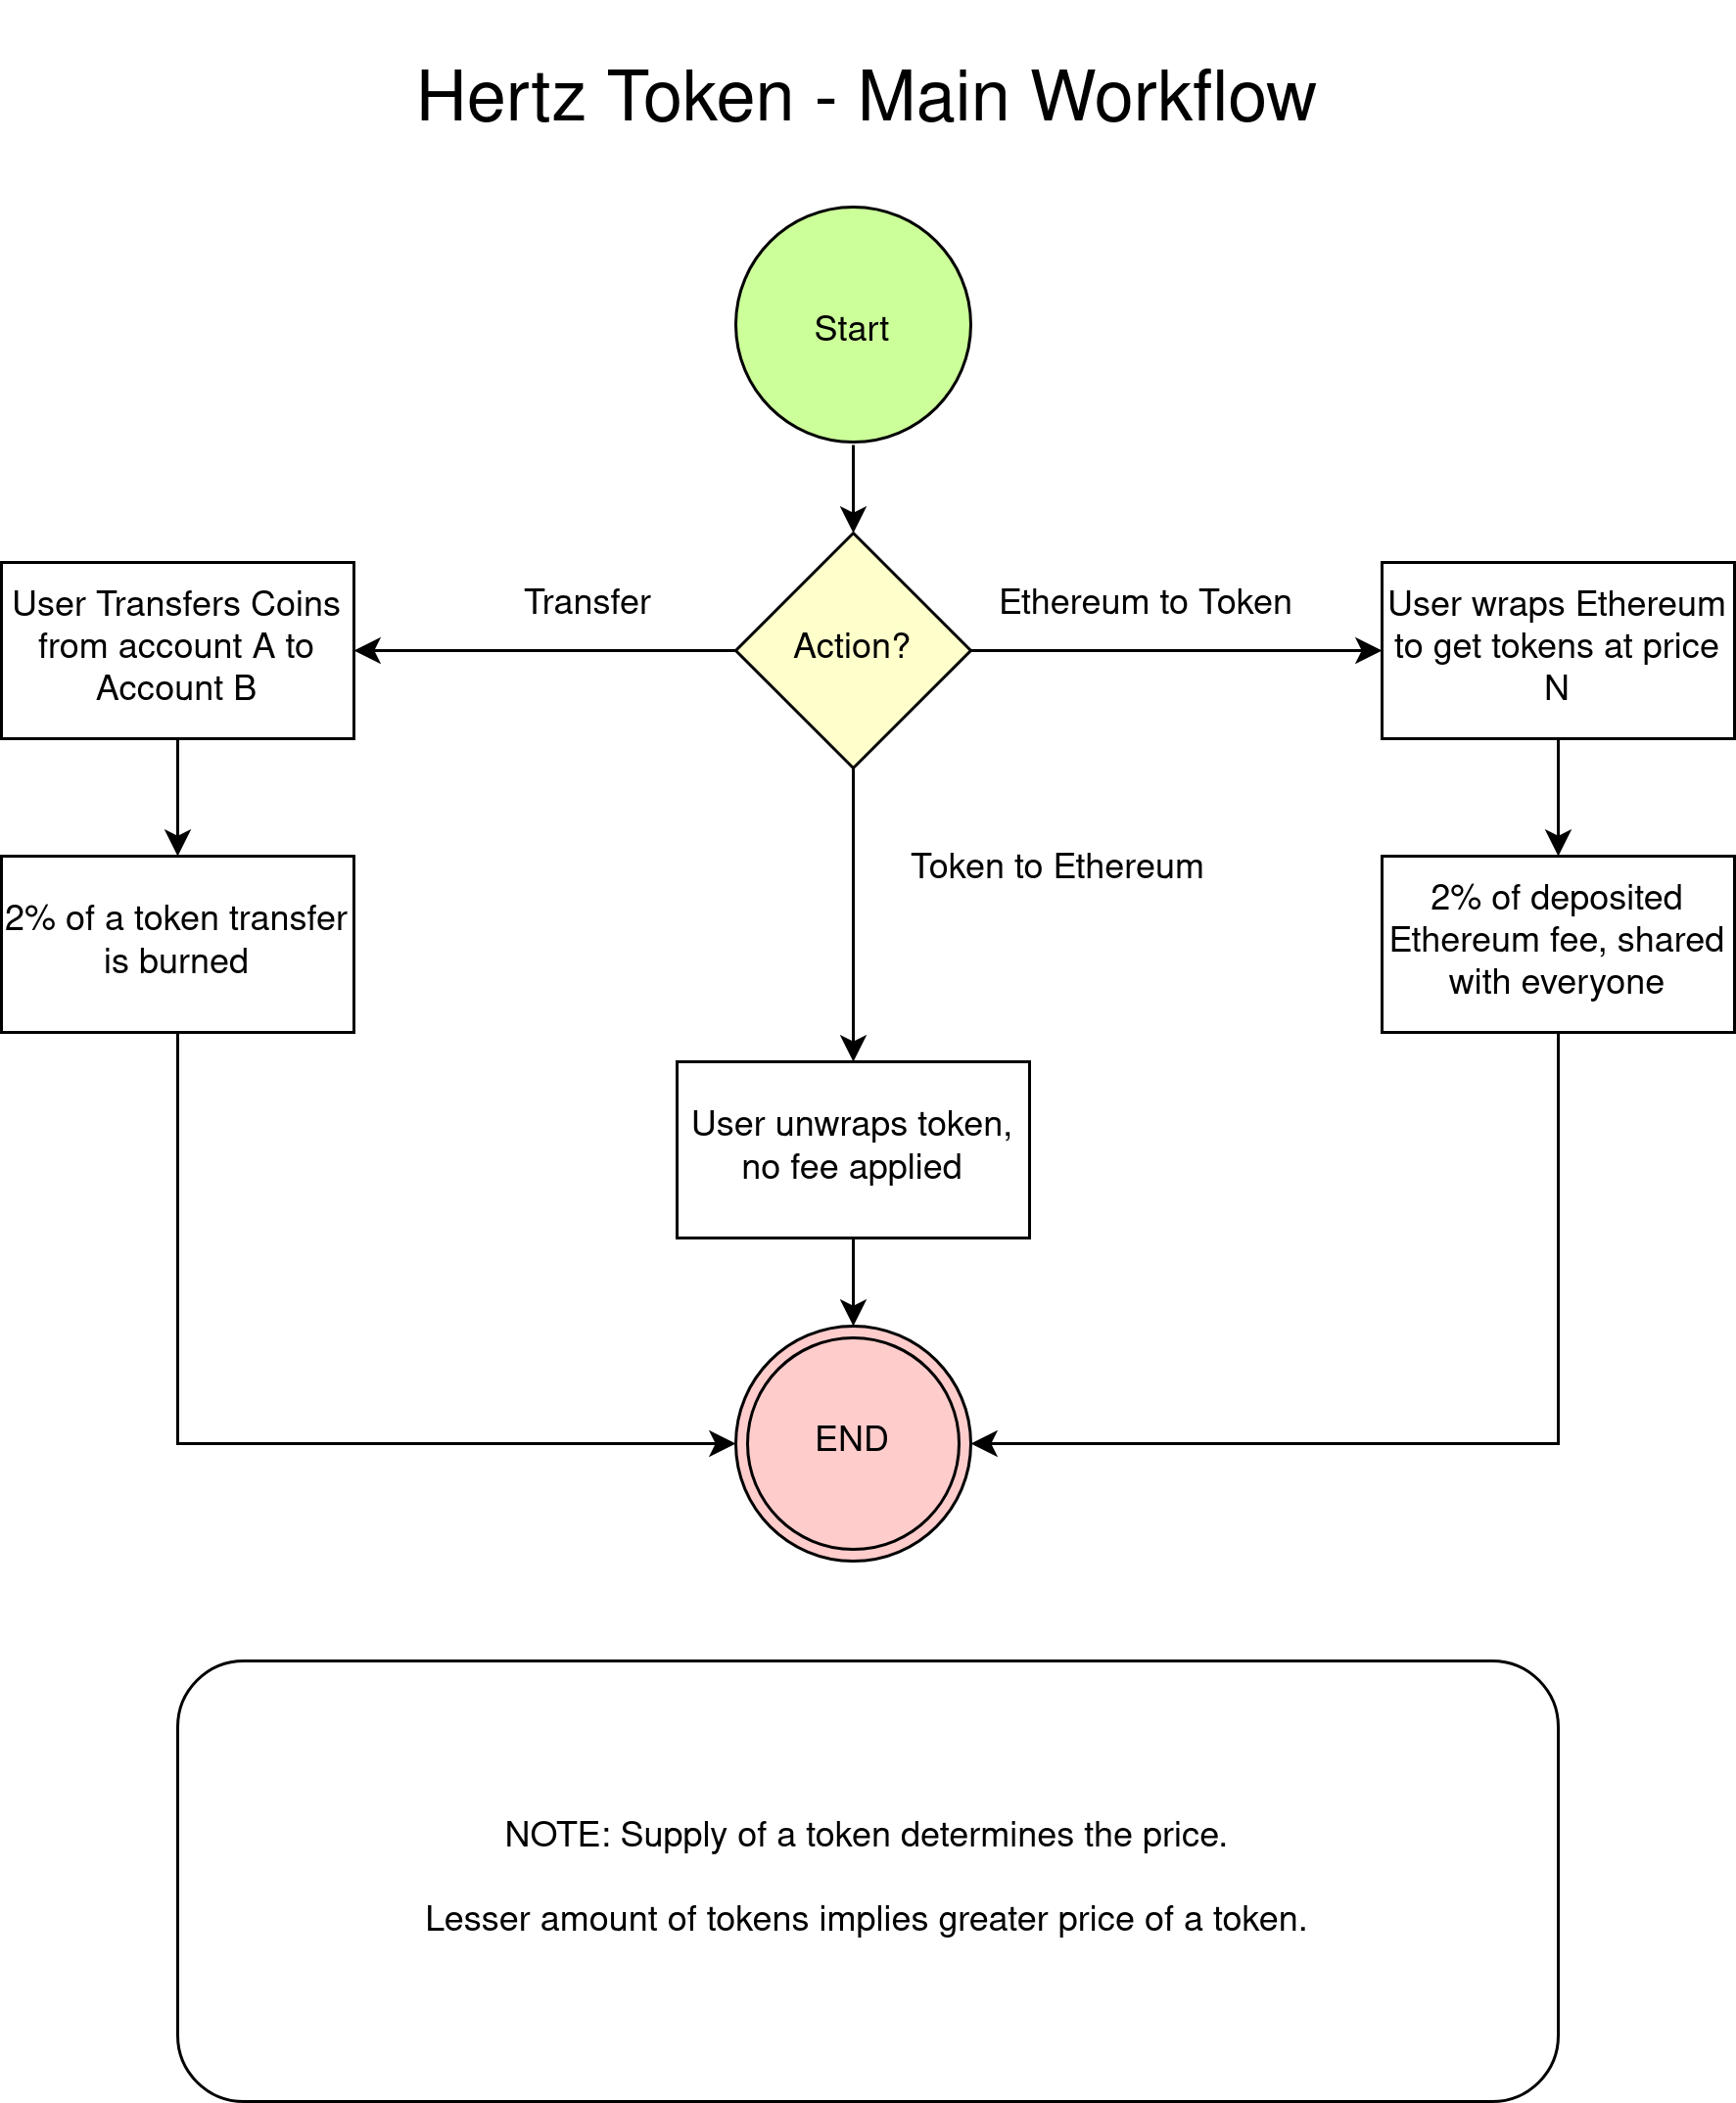 Hertz Token - Main Workflow
Start
Transfer
Action?
Ethereum to Token
User Transfers Coins
from account A to
Account B
User wraps Ethereum
to get tokens at price
N
2% of a token transfer
is burned
Token to Ethereum
2% of deposited
Ethereum fee, shared
with everyone
User unwraps token,
no fee applied
END
NOTE: Supply of a token determines the price.
Lesser amount of tokens implies greater price of a token.